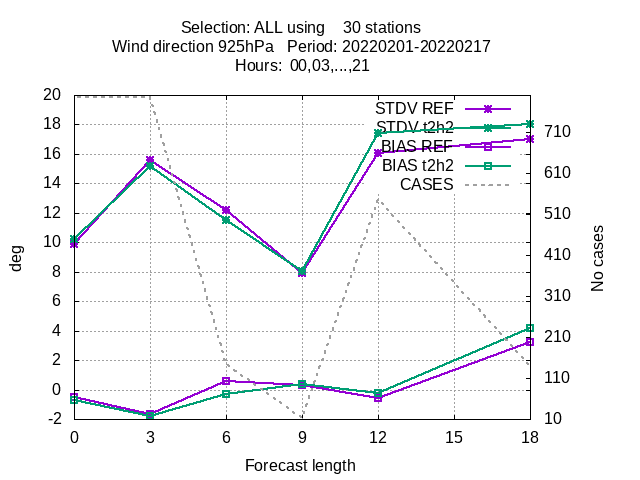 Selection: ALL using    30 stations
Wind direction 925hPa   Period: 20220201-20220217
Hours:  00,03,...,21
STDV REF
STDV t2h2
BIAS REF
BIAS t2h2
CASES
20
18
16
14
12
10
8
6
4
2
0
-2
deg
710
610
510
410
310
210
110
10
No cases
0 3 6 9 12 15 18
Forecast length